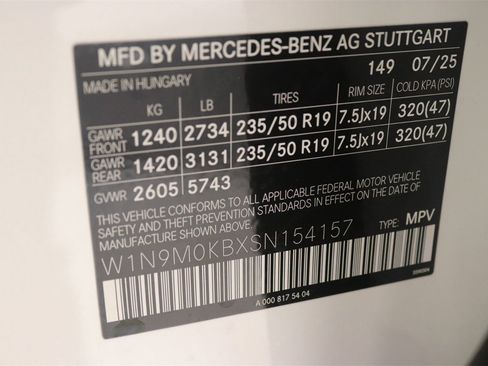 MFD BY MERCEDES-BENZ AG STUTTGART
MADE IN HUNGARY 149 07/25
KG LB TIRES RIM SIZE COLD KPA (PSI)
GAWR FRONT 1240 2734 235/50 R19 7.5Jx19 320(47)
GAWR REAR 1420 3131 235/50 R19 7.5Jx19 320(47)
GVWR 2605 5743
THIS VEHICLE CONFORMS TO ALL APPLICABLE FEDERAL MOTOR VEHICLE
SAFETY AND THEFT PREVENTION STANDARDS IN EFFECT ON THE DATE OF
MANUFACTURE SHOWN ABOVE.
W1N9M0KBXSN154157 TYPE: MPV
A 000 817 54 04